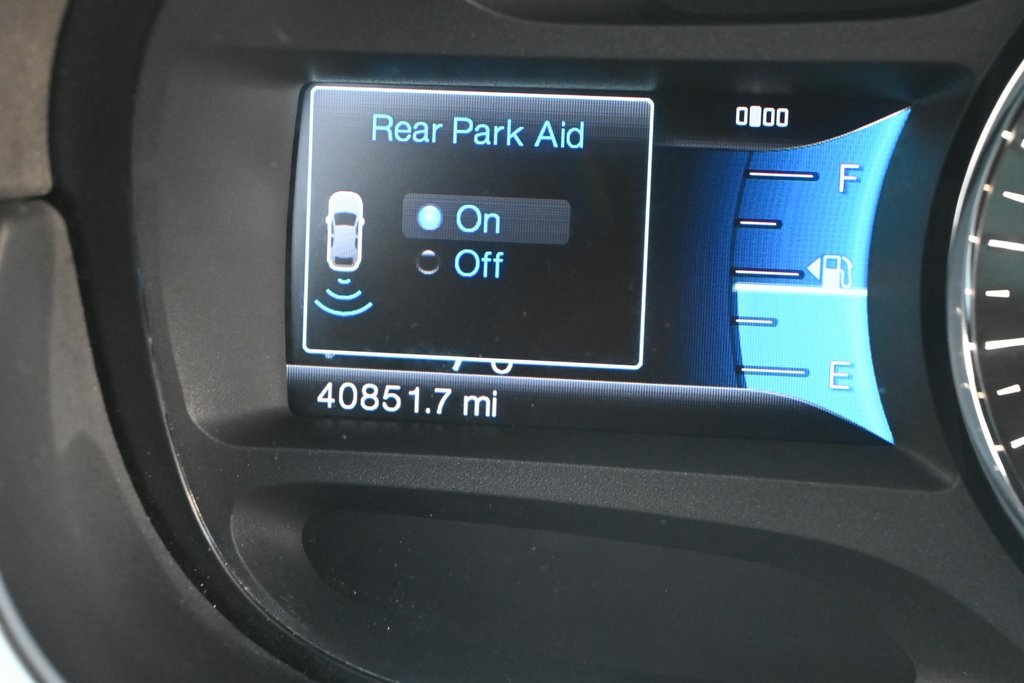 Rear Park Aid
On
Off
F
E
40851.7 mi